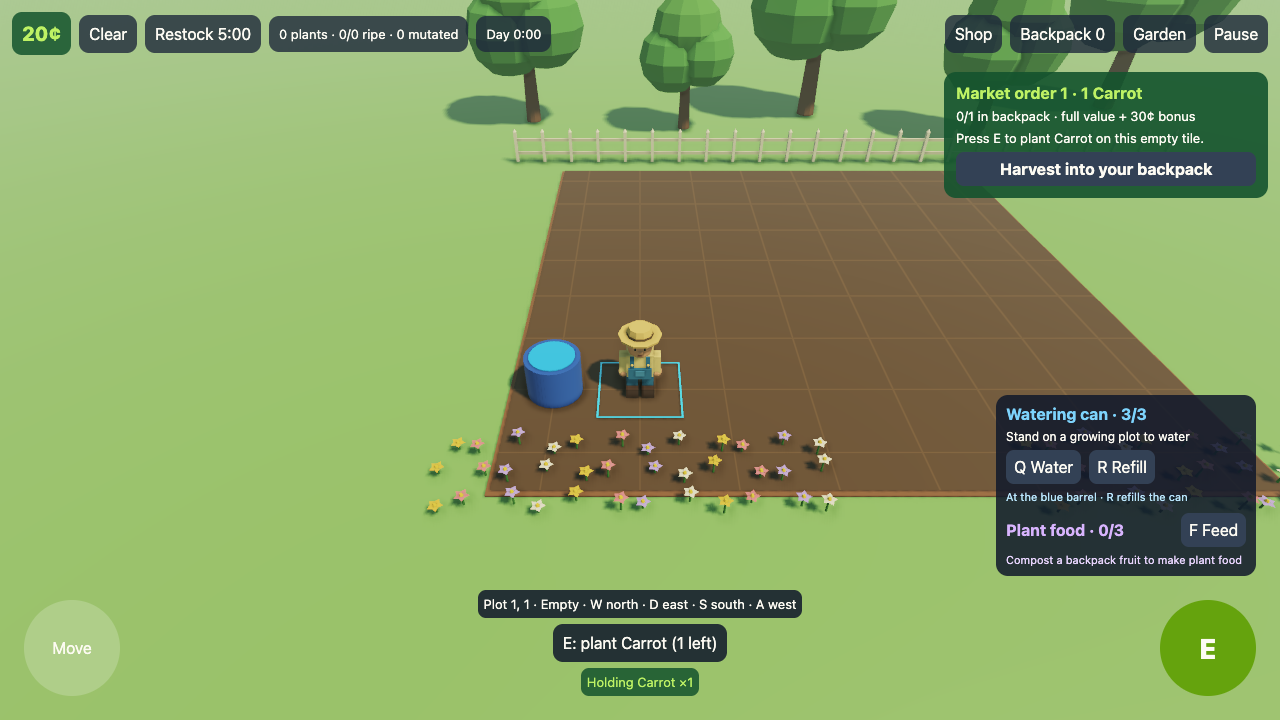 20¢
Clear
Restock 5:00
0 plants · 0/0 ripe · 0 mutated
Day 0:00
Shop
Backpack 0
Garden
Pause
Market order 1 · 1 Carrot
0/1 in backpack · full value + 30¢ bonus
Press E to plant Carrot on this empty tile.
Harvest into your backpack
Watering can · 3/3
Stand on a growing plot to water
Q Water
R Refill
At the blue barrel · R refills the can
Plant food · 0/3
F Feed
Compost a backpack fruit to make plant food
Plot 1, 1 · Empty · W north · D east · S south · A west
E: plant Carrot (1 left)
Holding Carrot ×1
Move
E